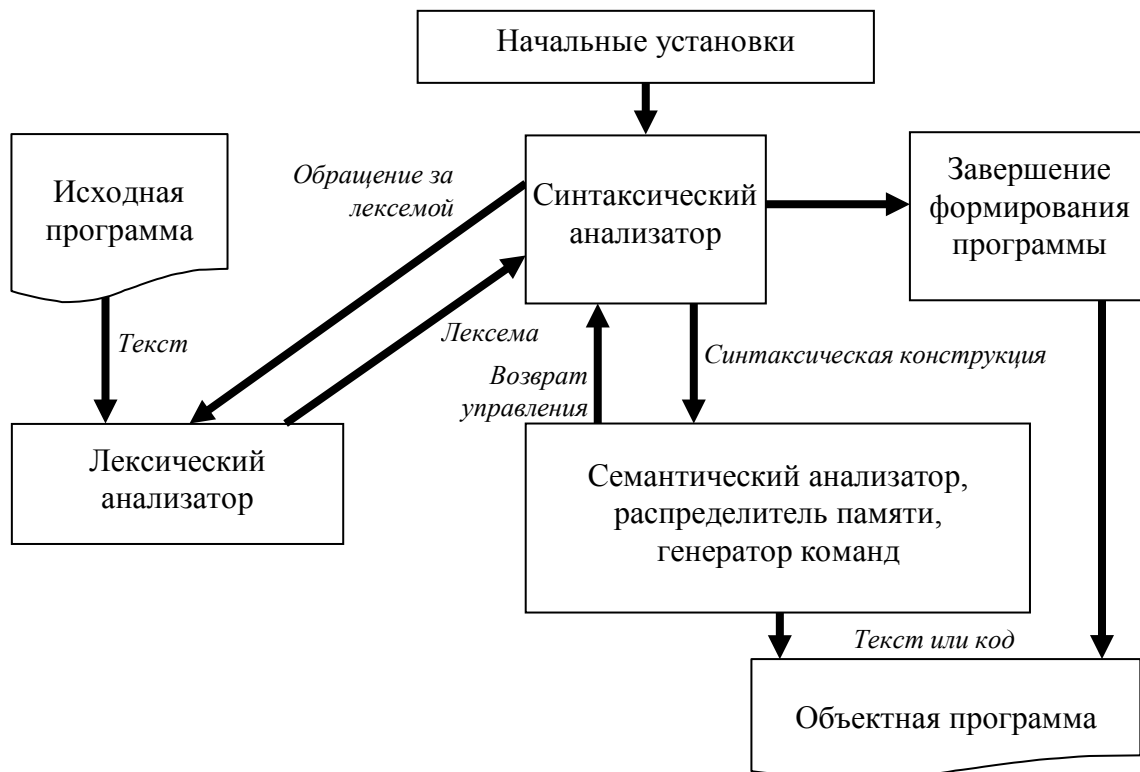 Начальные установки
Исходная
программа
Обращение за
лексемой
Синтаксический
анализатор
Завершение
формирования
программы
Текст
Лексема
Возврат
управления
Синтаксическая конструкция
Лексический
анализатор
Семантический анализатор,
распределитель памяти,
генератор команд
Текст или код
Объектная программа